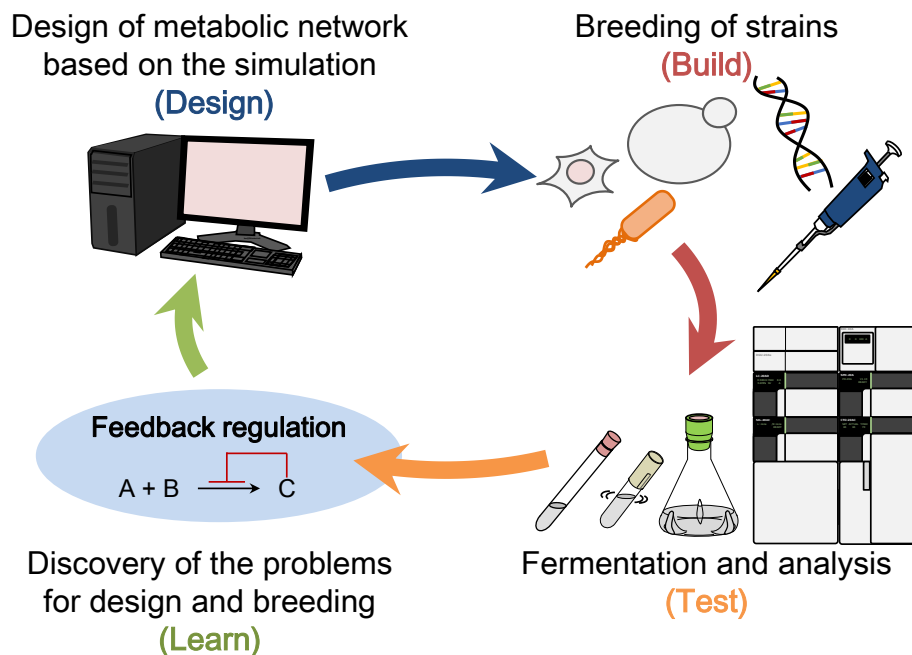 Design of metabolic network
based on the simulation
(Design)
Breeding of strains
(Build)
Feedback regulation
A + B
C
Discovery of the problems
for design and breeding
(Learn)
Fermentation and analysis
(Test)